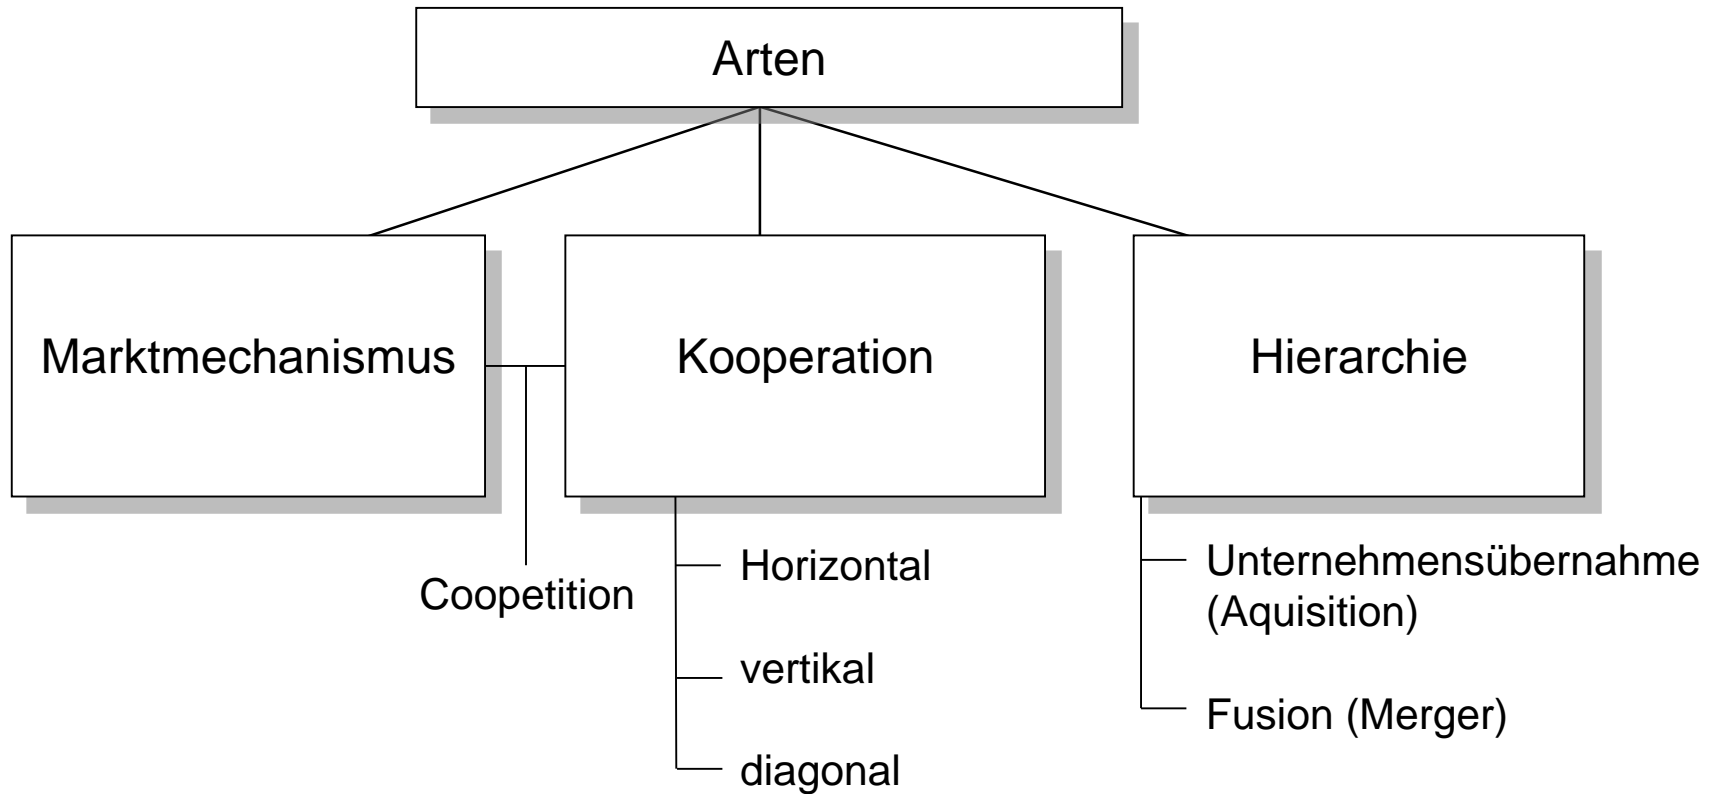 Arten
Marktmechanismus
Kooperation
Hierarchie
Coopetition
Horizontal
vertikal
diagonal
Unternehmensübernahme
(Aquisition)
Fusion (Merger)